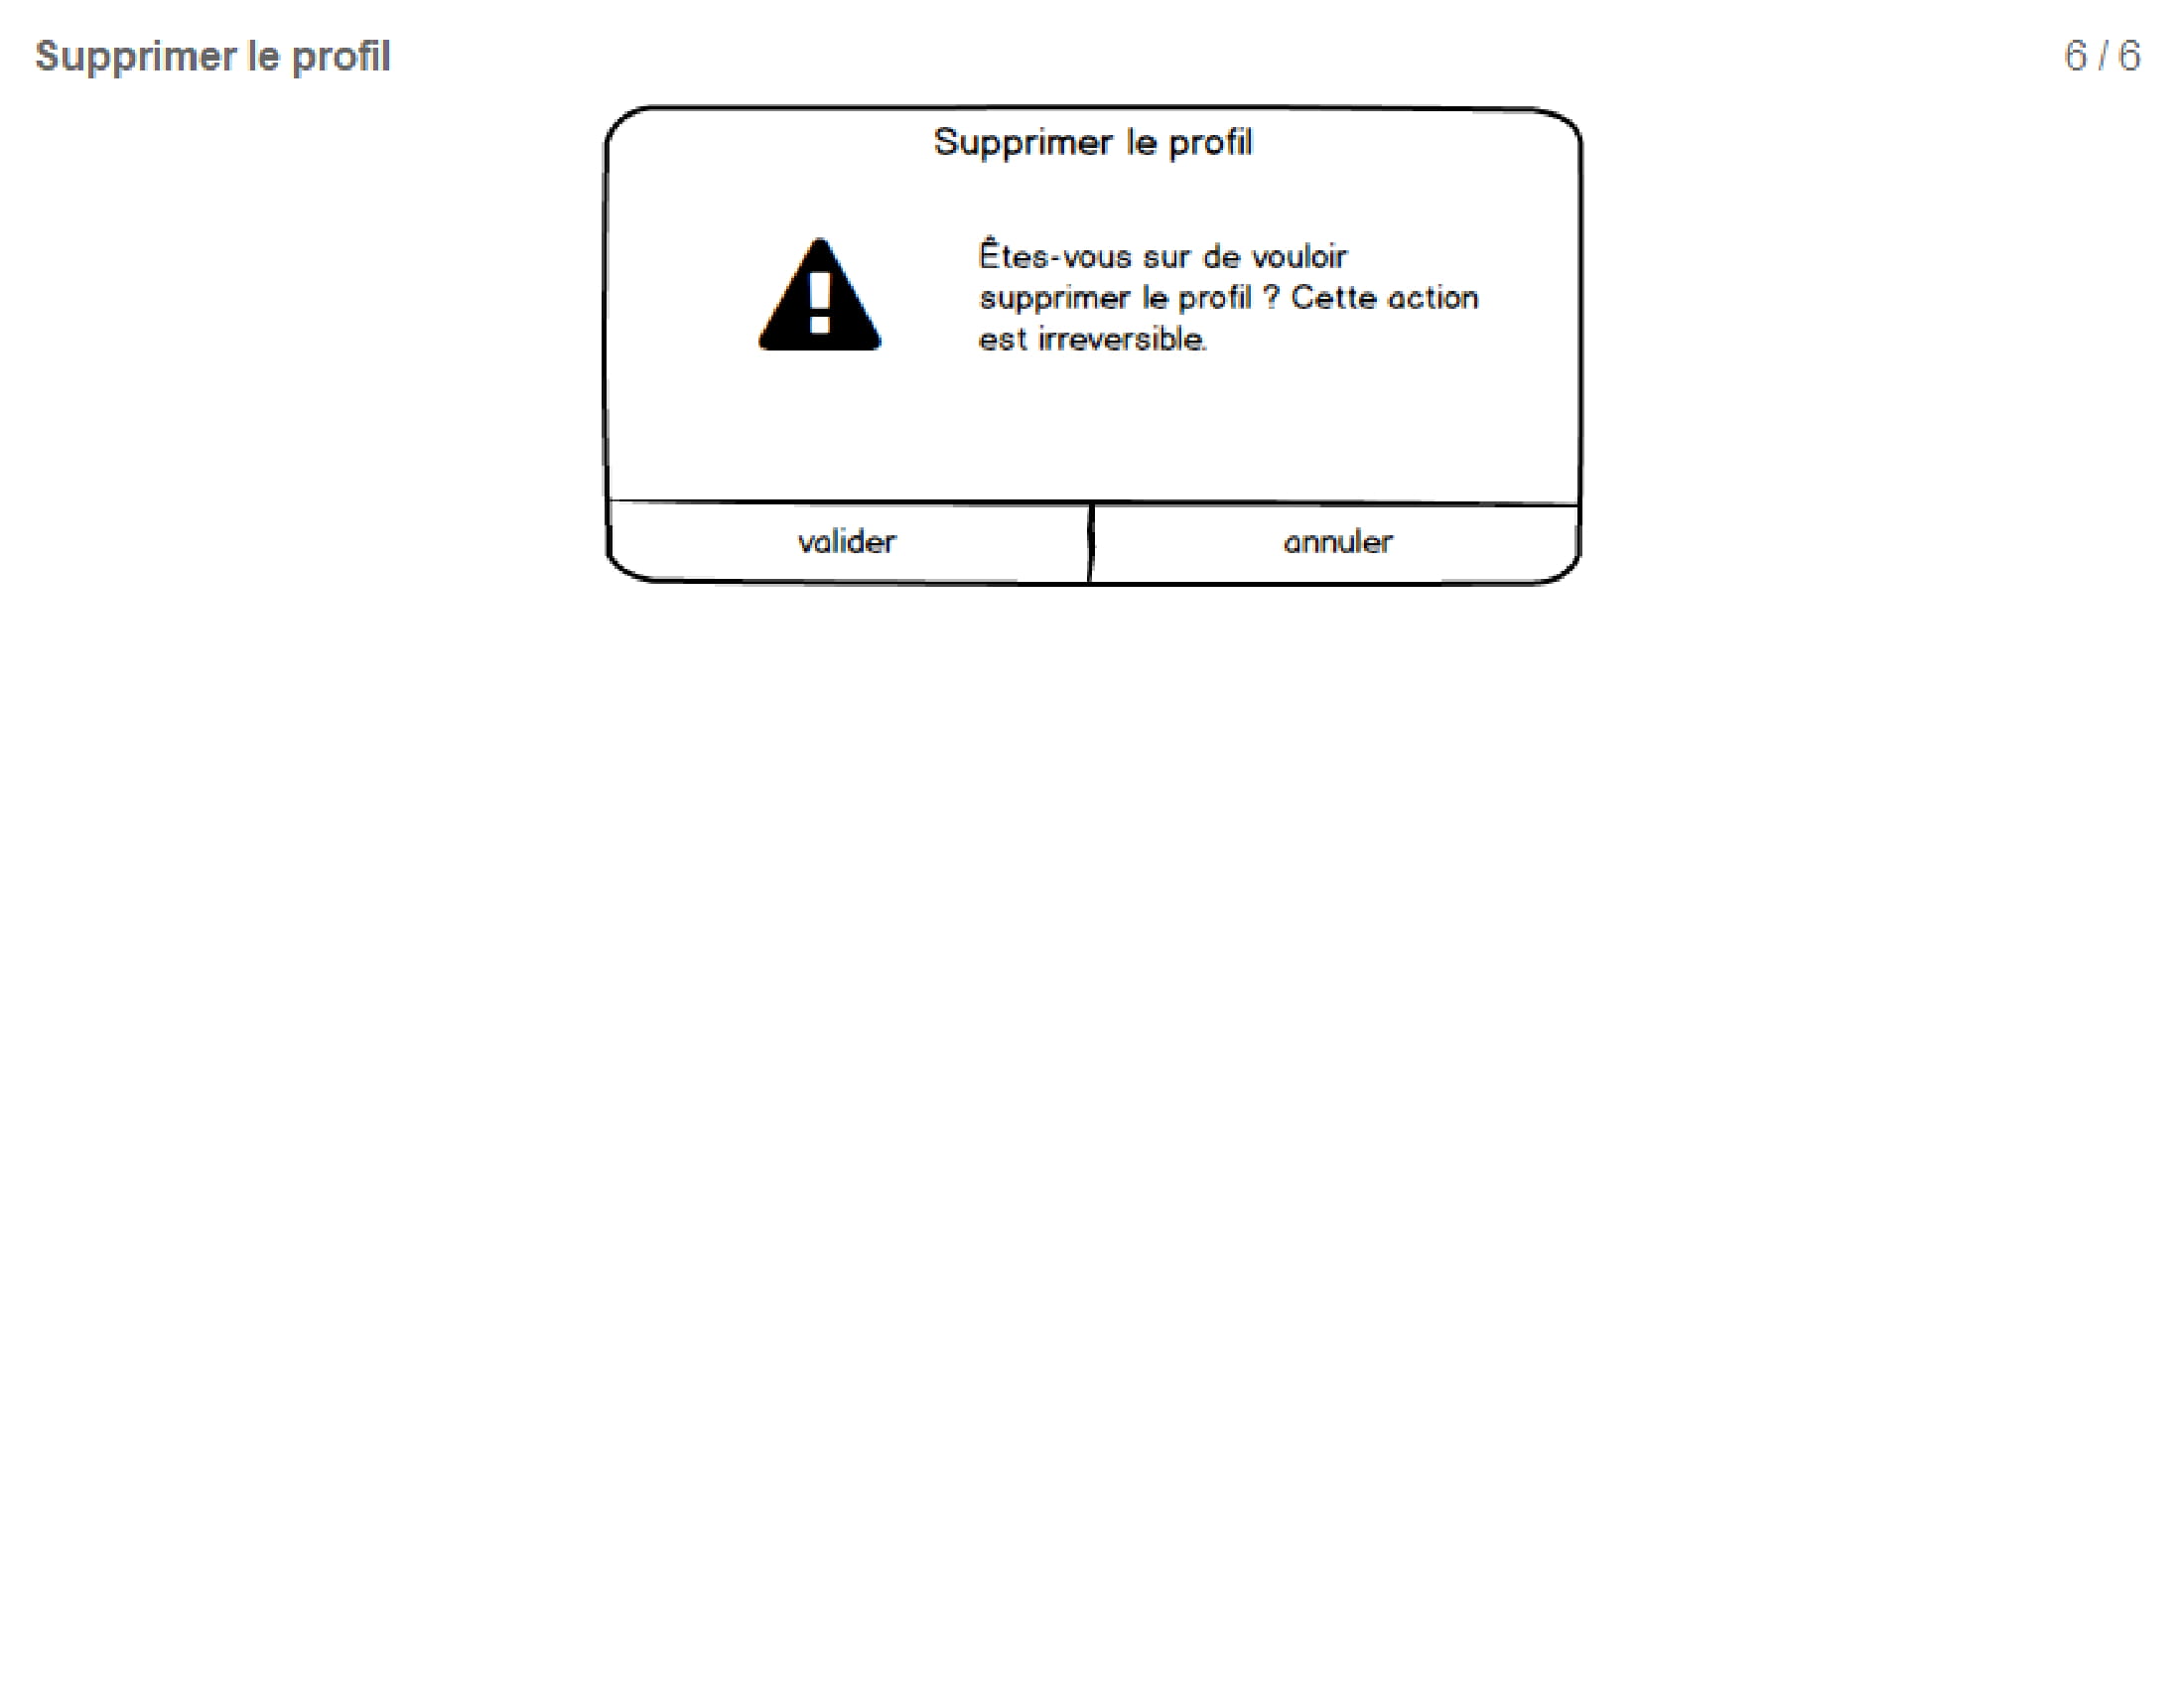 Supprimer le profil
6 / 6
Supprimer le profil
Êtes-vous sur de vouloir
supprimer le profil ? Cette action
est irreversible.
valider
annuler